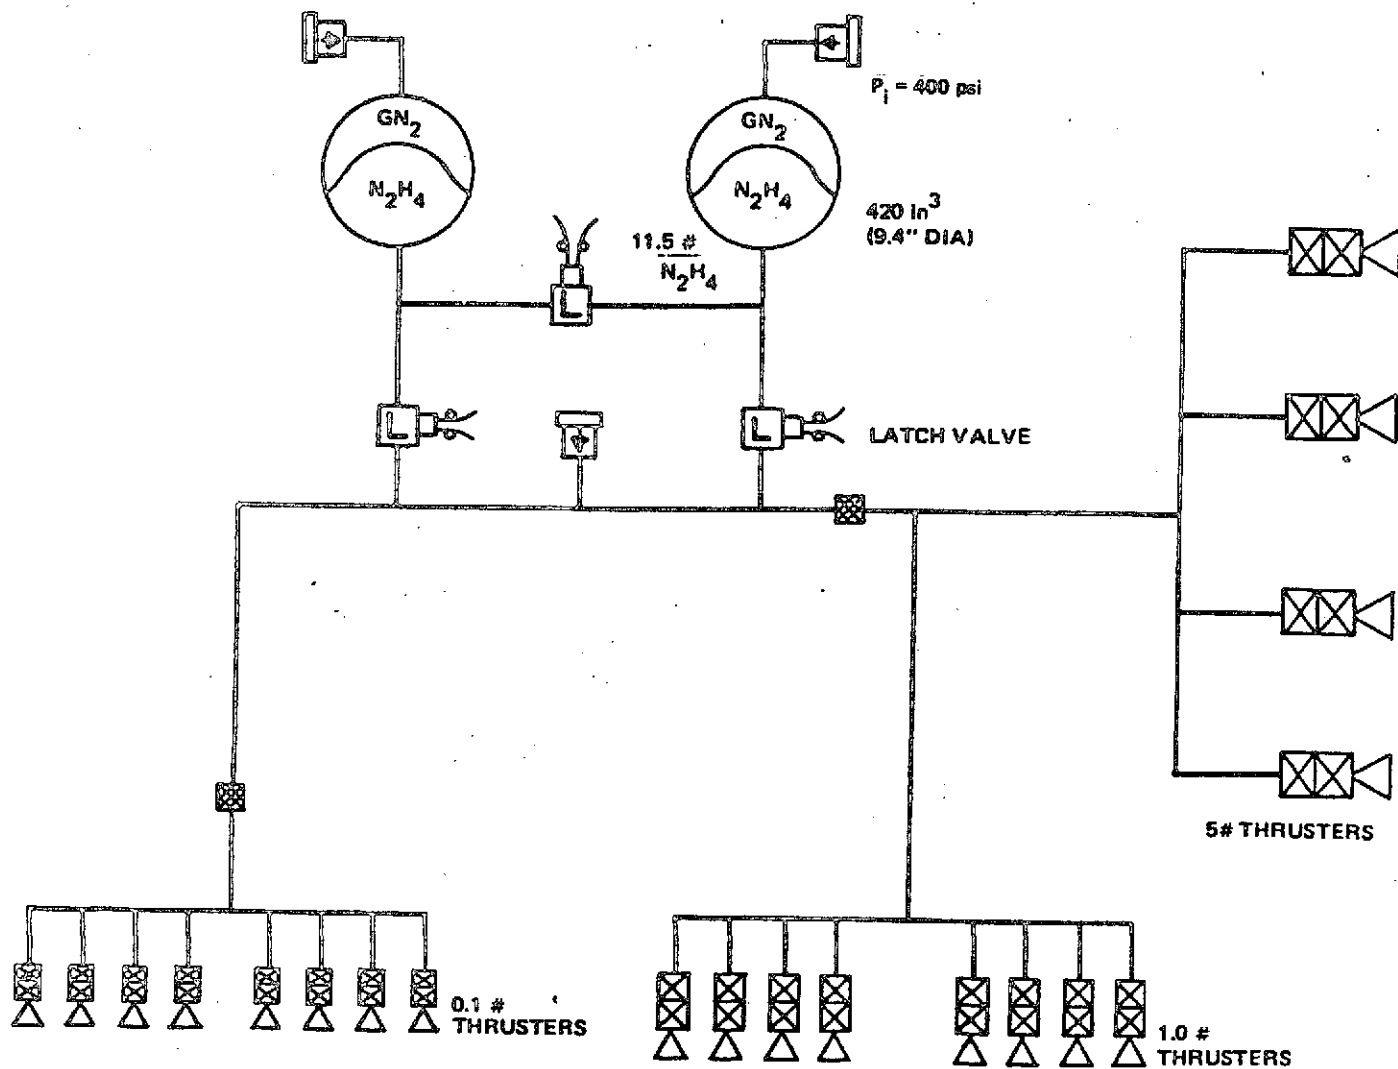 GN2
N2H4
GN2
N2H4
Pi = 400 psi
420 in3
(9.4" DIA)
11.5 #
N2H4
L
L
L
LATCH VALVE
5# THRUSTERS
0.1 #
THRUSTERS
1.0 #
THRUSTERS